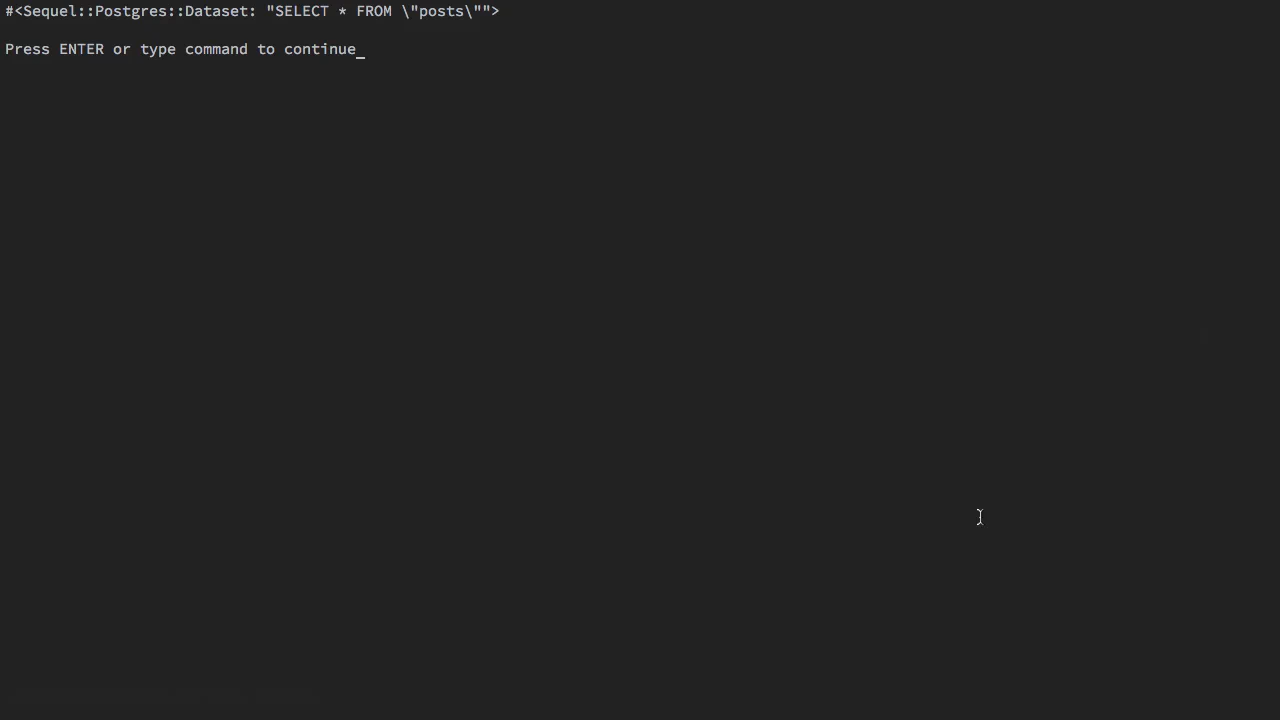 #<Sequel::Postgres::Dataset: "SELECT * FROM \"posts\"">
Press ENTER or type command to continue_